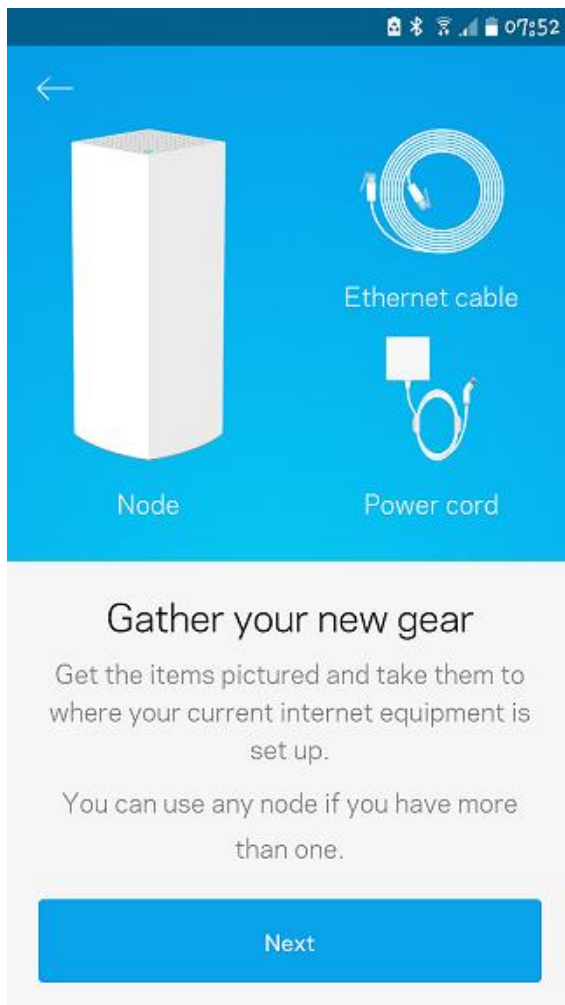 07:52
Ethernet cable
Node
Power cord
Gather your new gear
Get the items pictured and take them to
where your current internet equipment is
set up.
You can use any node if you have more
than one.
Next